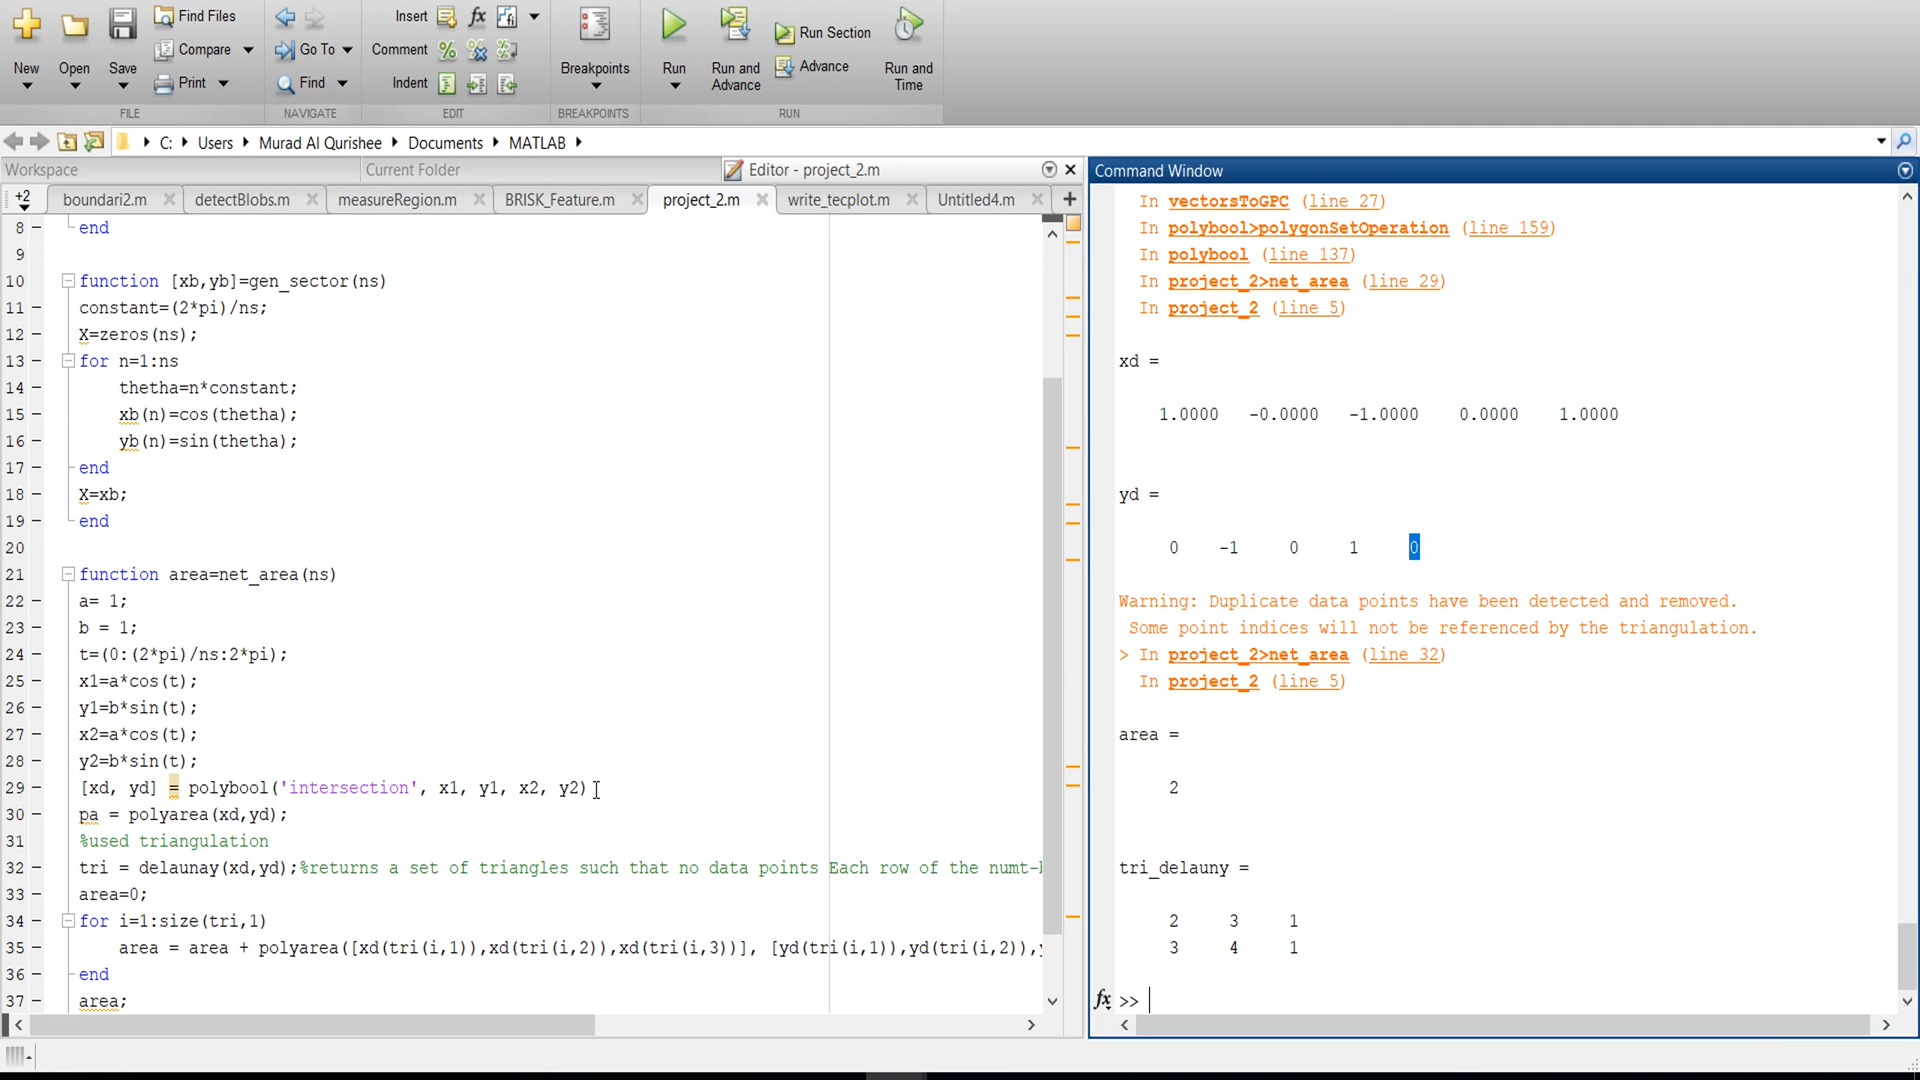 New
Open
Save
Find Files
Compare
Print
FILE
Go To
Find
NAVIGATE
Insert fx
Comment
Indent
EDIT
Breakpoints
BREAKPOINTS
Run
Run and
Advance
Run Section
Advance
Run and
Time
RUN
C: Users Murad Al Qurishee Documents MATLAB
Workspace
Current Folder
Editor - project_2.m
+2 boundari2.m detectBlobs.m measureRegion.m BRISK_Feature.m project_2.m write_tecplot.m Untitled4.m
8 – end
9
10 function [xb,yb]=gen_sector(ns)
11 – constant=(2*pi)/ns;
12 – X=zeros(ns);
13 – for n=1:ns
14 – thetha=n*constant;
15 – xb(n)=cos(thetha);
16 – yb(n)=sin(thetha);
17 – end
18 – X=xb;
19 – end
20
21 function area=net_area(ns)
22 – a= 1;
23 – b = 1;
24 – t=(0:(2*pi)/ns:2*pi);
25 – x1=a*cos(t);
26 – y1=b*sin(t);
27 – x2=a*cos(t);
28 – y2=b*sin(t);
29 – [xd, yd] = polybool('intersection', x1, y1, x2, y2)
30 – pa = polyarea(xd,yd);
31 %used triangulation
32 – tri = delaunay(xd,yd);%returns a set of triangles such that no data points Each row of the numt-
33 – area=0;
34 – for i=1:size(tri,1)
35 – area = area + polyarea([xd(tri(i,1)),xd(tri(i,2)),xd(tri(i,3))], [yd(tri(i,1)),yd(tri(i,2)),
36 – end
37 – area;
Command Window
In vectorsToGPC (line 27)
In polybool>polygonSetOperation (line 159)
In polybool (line 137)
In project_2>net_area (line 29)
In project_2 (line 5)
xd =
1.0000 -0.0000 -1.0000 0.0000 1.0000
yd =
0 -1 0 1 0
Warning: Duplicate data points have been detected and removed.
Some point indices will not be referenced by the triangulation.
> In project_2>net_area (line 32)
In project_2 (line 5)
area =
2
tri_delauny =
2 3 1
3 4 1
fx >>